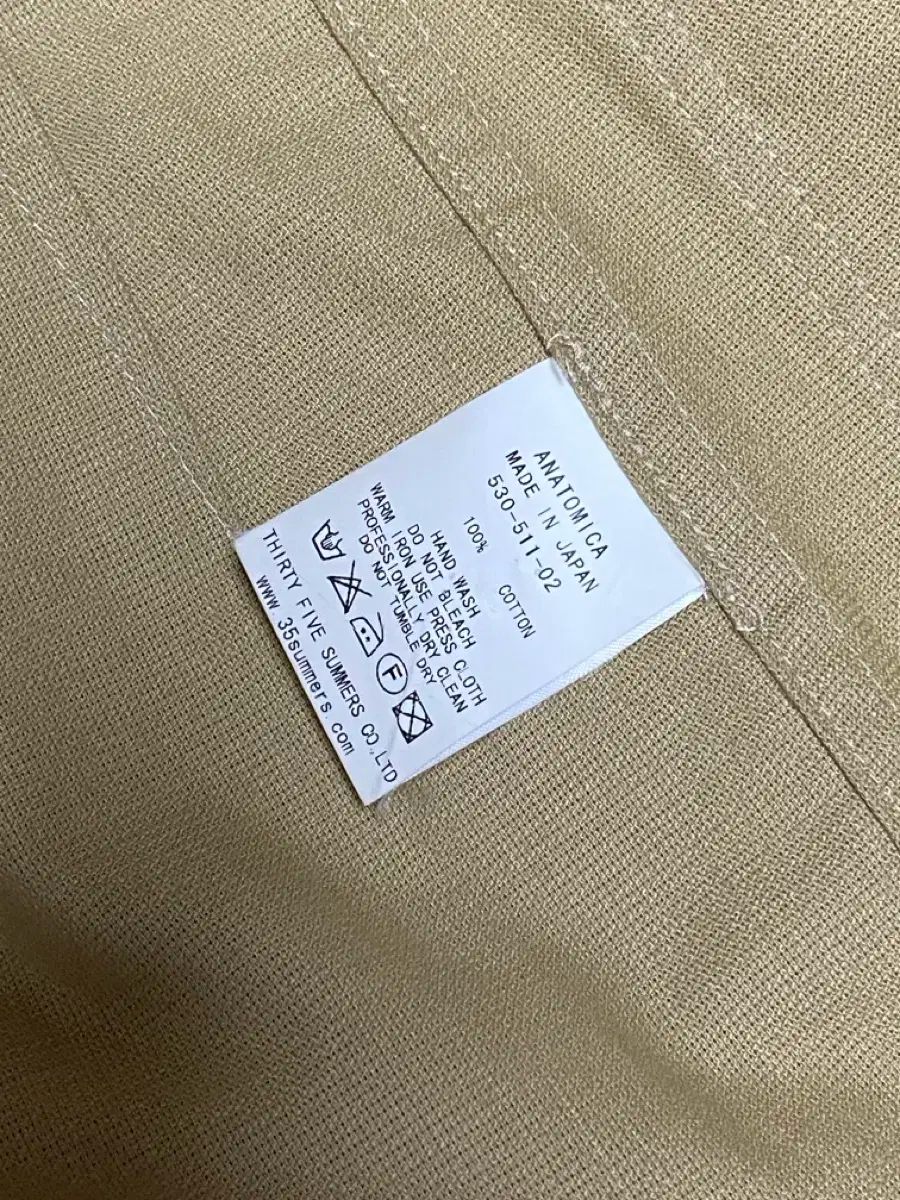 ANATOMICA
MADE IN JAPAN
530-511-02
100% COTTON
HAND WASH
DO NOT BLEACH
WARM IRON USE PRESS CLOTH
PROFESSIONALLY DRY CLEAN
DO NOT TUMBLE DRY
F
THIRTY FIVE SUMMERS CO.,LTD
www.35summers.com